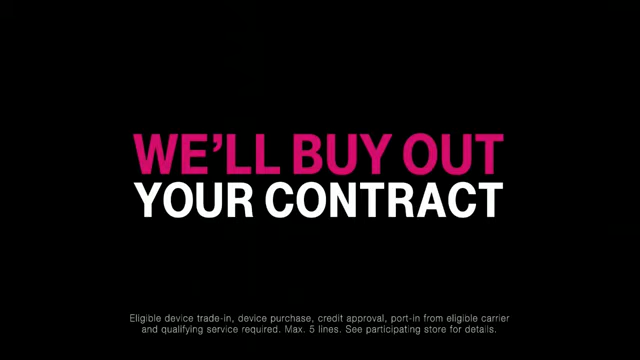 WE'LL BUY OUT
YOUR CONTRACT
Eligible device trade-in, device purchase, credit approval, port-in from eligible carrier
and qualifying service required. Max. 5 lines. See participating store for details.